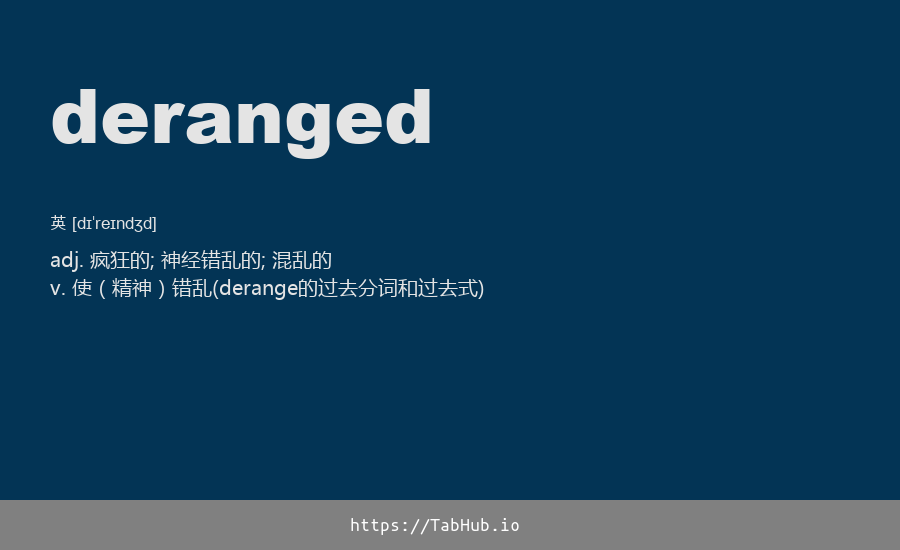 deranged
英 [dɪˈreɪndʒd]
adj. 疯狂的; 神经错乱的; 混乱的
v. 使（精神）错乱(derange的过去分词和过去式)
https://TabHub.io